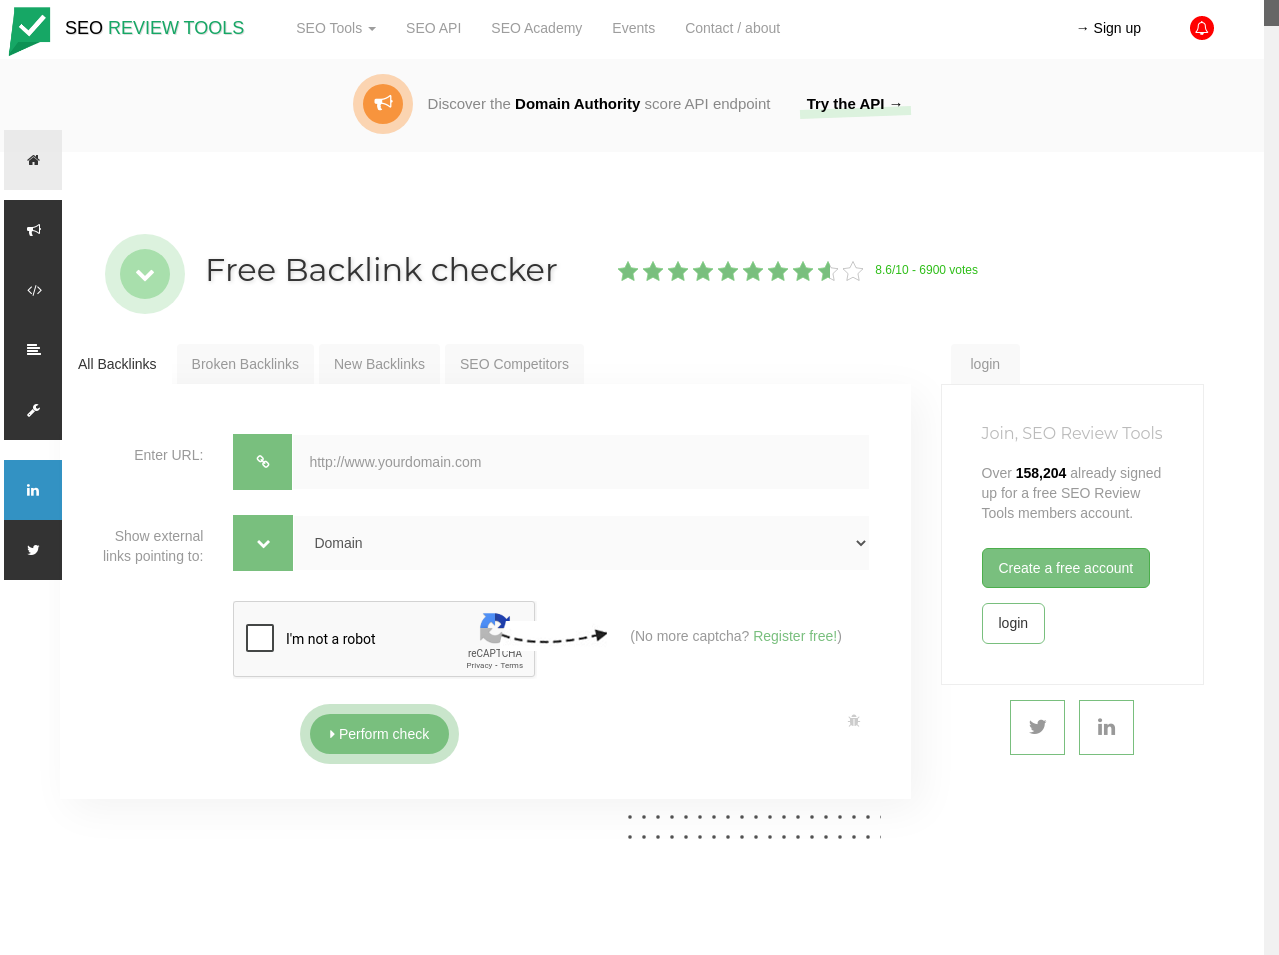 SEO REVIEW TOOLS
SEO Tools
SEO API
SEO Academy
Events
Contact / about
→ Sign up
Discover the Domain Authority score API endpoint
Try the API →
Free Backlink checker
8.6/10 - 6900 votes
All Backlinks
Broken Backlinks
New Backlinks
SEO Competitors
login
Enter URL:
http://www.yourdomain.com
Show external
links pointing to:
Domain
I'm not a robot
reCAPTCHA
Privacy - Terms
(No more captcha? Register free!)
Perform check
Join, SEO Review Tools
Over 158,204 already signed
up for a free SEO Review
Tools members account.
Create a free account
login